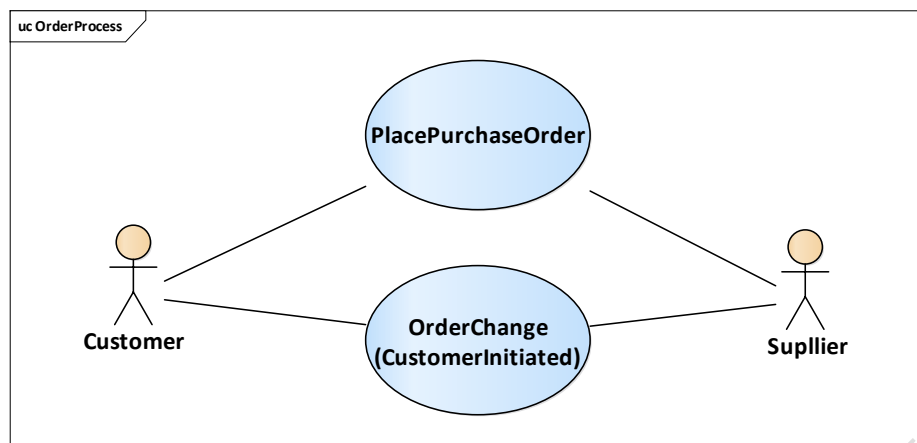 uc OrderProcess
PlacePurchaseOrder
Customer
OrderChange
(CustomerInitiated)
Supllier